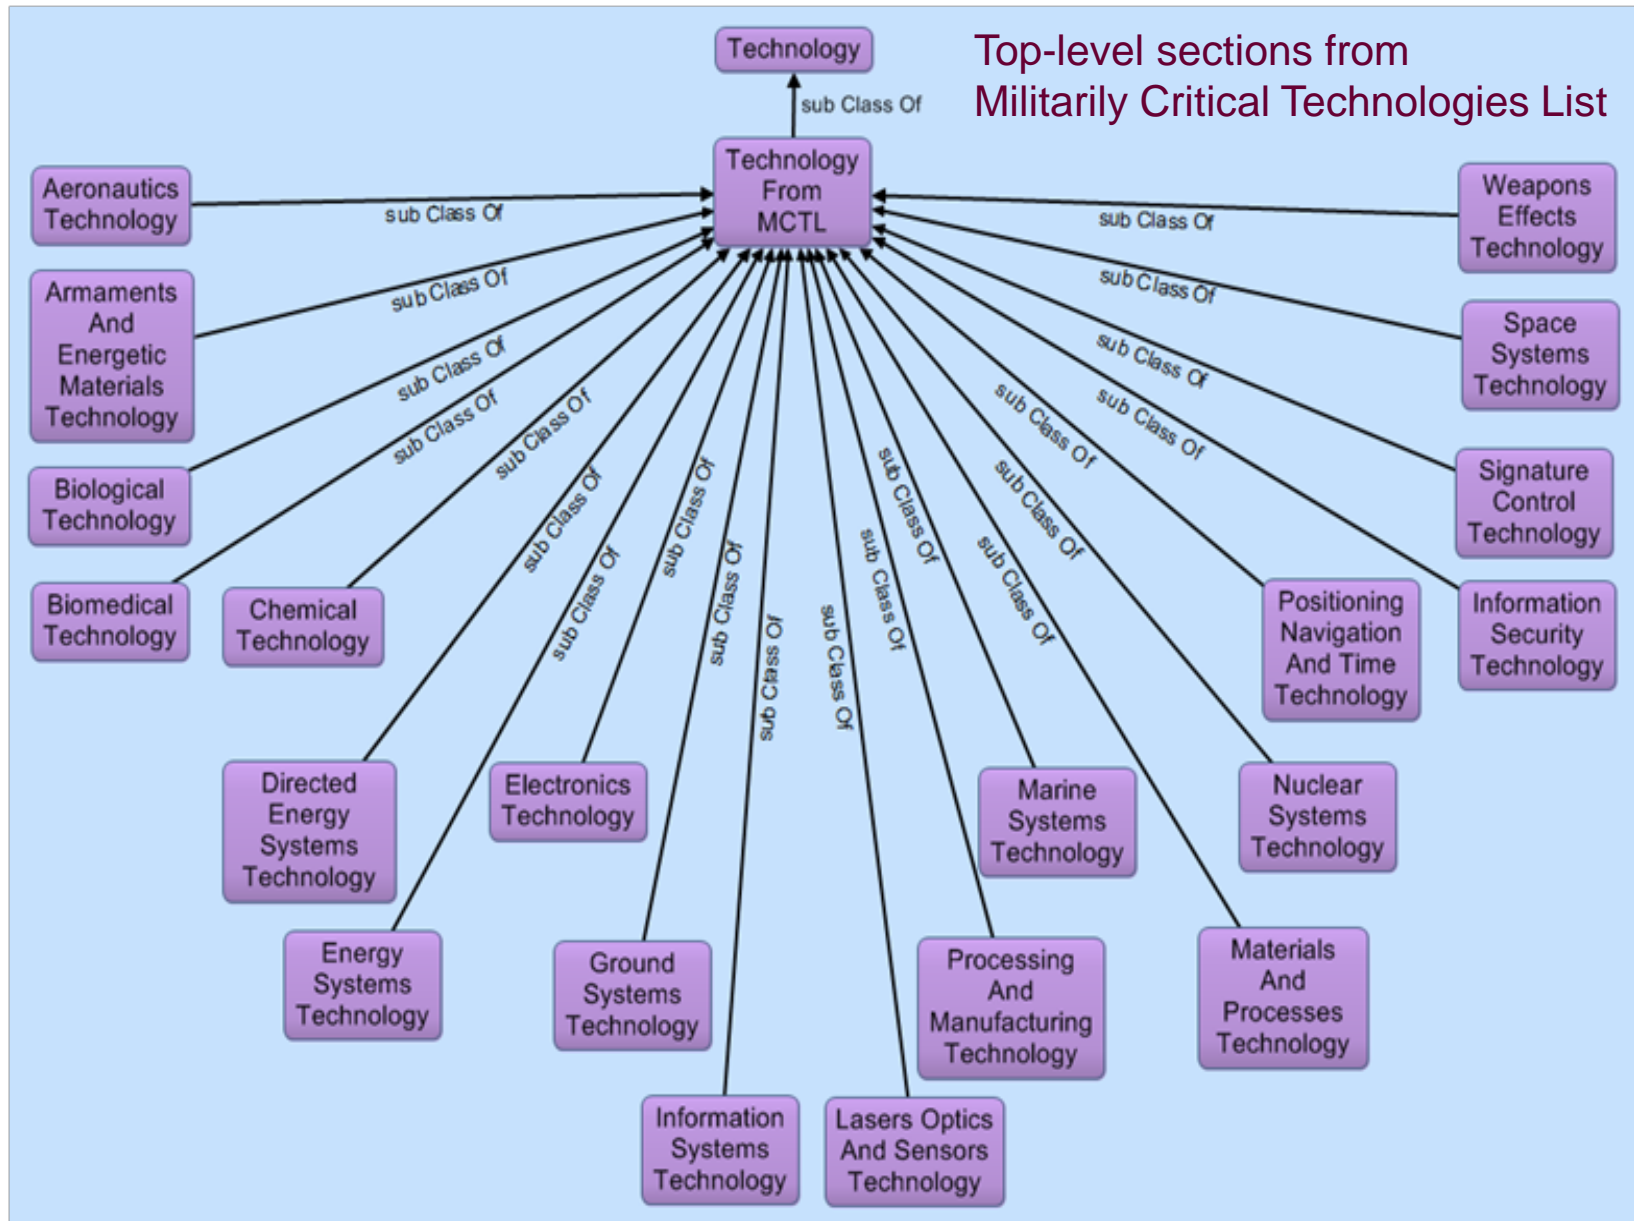 Technology
Top-level sections from
Militarily Critical Technologies List
sub Class Of
Technology
From
MCTL
Aeronautics
Technology
sub Class Of
Weapons
Effects
Technology
sub Class Of
Armaments
And
Energetic
Materials
Technology
sub Class Of
Space
Systems
Technology
sub Class Of
Biological
Technology
sub Class Of
Signature
Control
Technology
sub Class Of
Biomedical
Technology
sub Class Of
Chemical
Technology
sub Class Of
Positioning
Navigation
And Time
Technology
sub Class Of
Information
Security
Technology
sub Class Of
Directed
Energy
Systems
Technology
sub Class Of
Electronics
Technology
sub Class Of
Marine
Systems
Technology
sub Class Of
Nuclear
Systems
Technology
sub Class Of
Energy
Systems
Technology
sub Class Of
Ground
Systems
Technology
sub Class Of
Processing
And
Manufacturing
Technology
sub Class Of
Materials
And
Processes
Technology
sub Class Of
Information
Systems
Technology
sub Class Of
Lasers Optics
And Sensors
Technology
sub Class Of